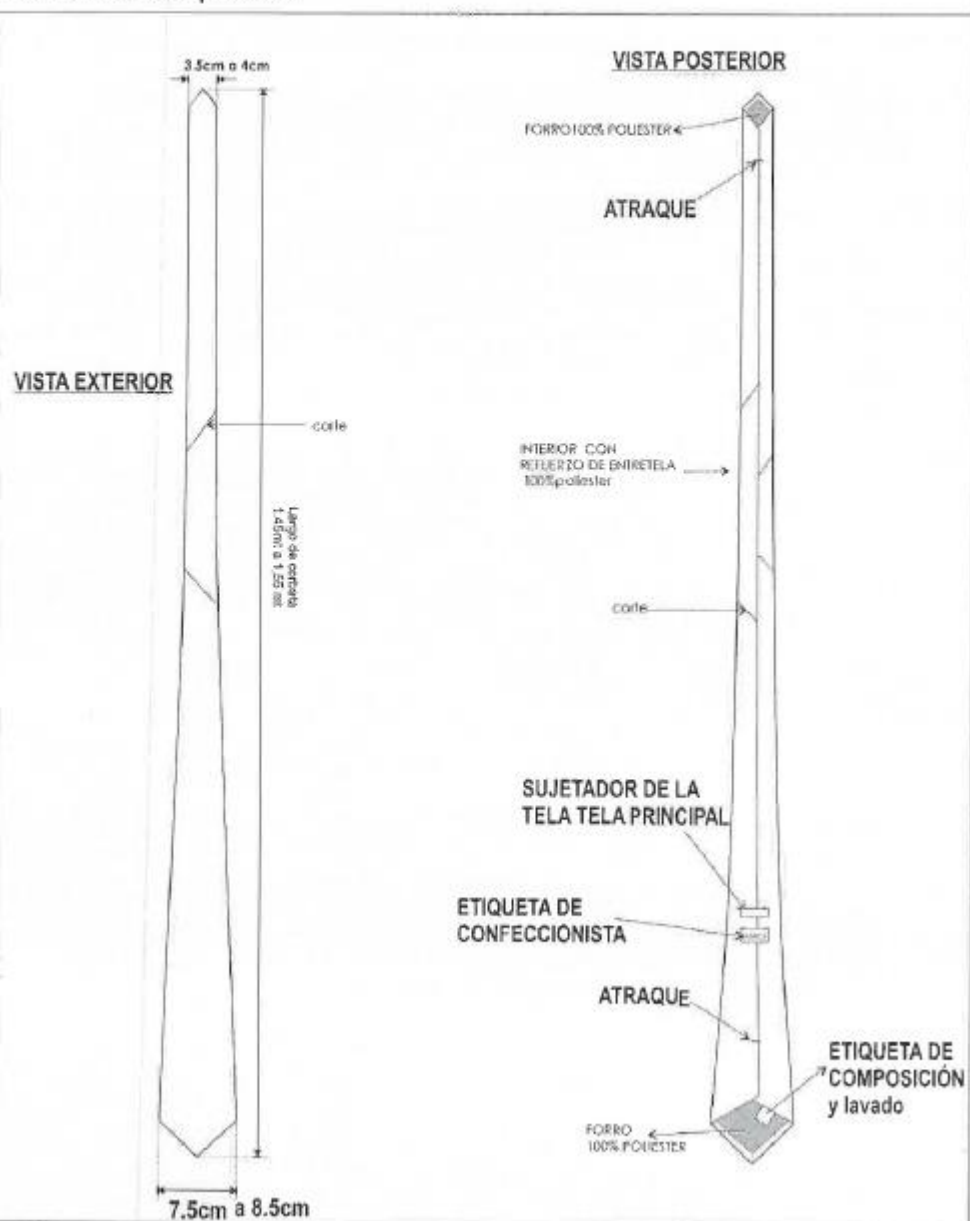 3.5cm a 4cm
VISTA EXTERIOR
corte
Largo de corbata
1.45mt a 1.55 mt
7.5cm a 8.5cm
VISTA POSTERIOR
FORRO 100% POLIESTER
ATRAQUE
INTERIOR CON
REFUERZO DE ENTRETELA
100%poliester
corte
SUJETADOR DE LA
TELA TELA PRINCIPAL
ETIQUETA DE
CONFECCIONISTA
ATRAQUE
ETIQUETA DE
COMPOSICIÓN
y lavado
FORRO
100% POLIESTER